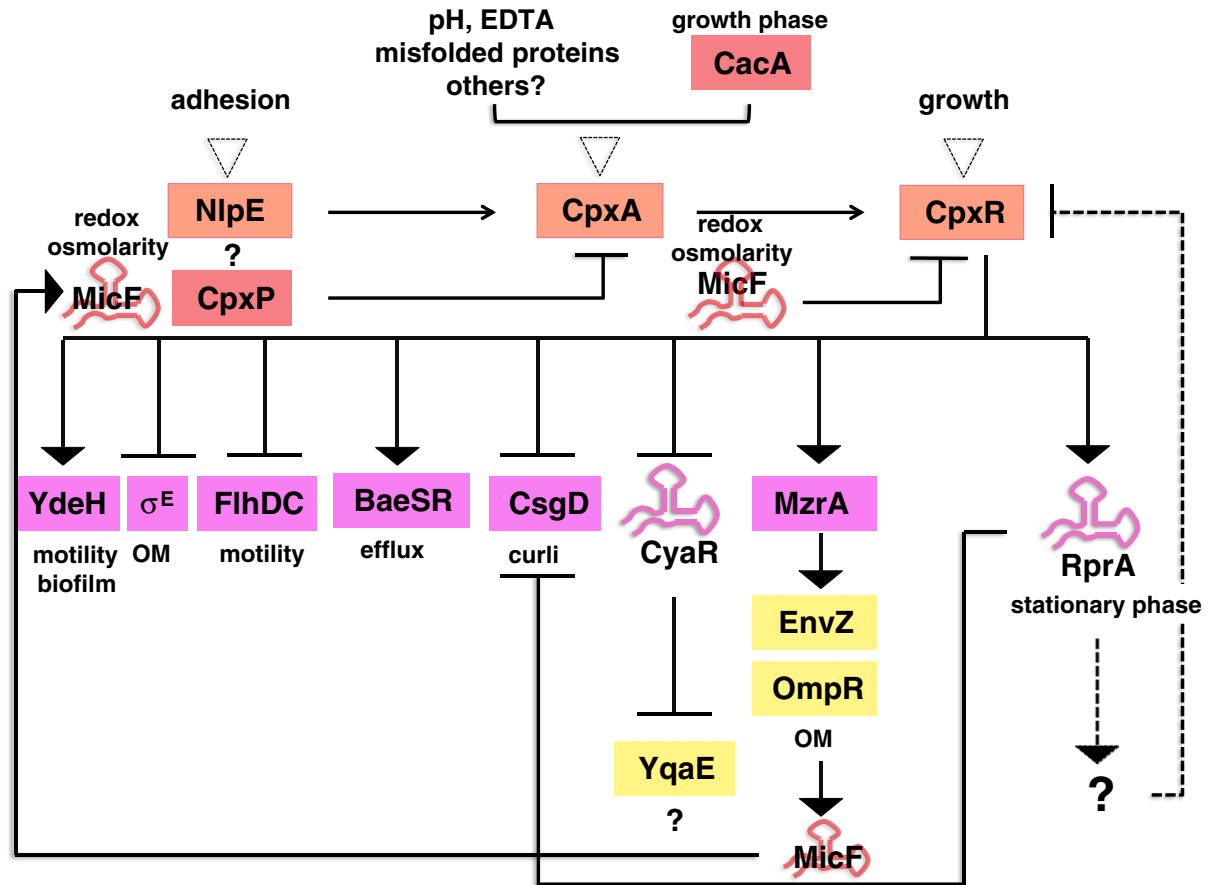 pH, EDTA
misfolded proteins
others?
growth phase
CacA
adhesion
growth
NlpE
CpxA
CpxR
redox
osmolarity
MicF
?
CpxP
redox
osmolarity
MicF
YdeH
σE
FlhDC
BaeSR
CsgD
CyaR
MzrA
RprA
motility
biofilm
OM
motility
efflux
curli
stationary phase
EnvZ
OmpR
OM
YqaE
?
?
MicF